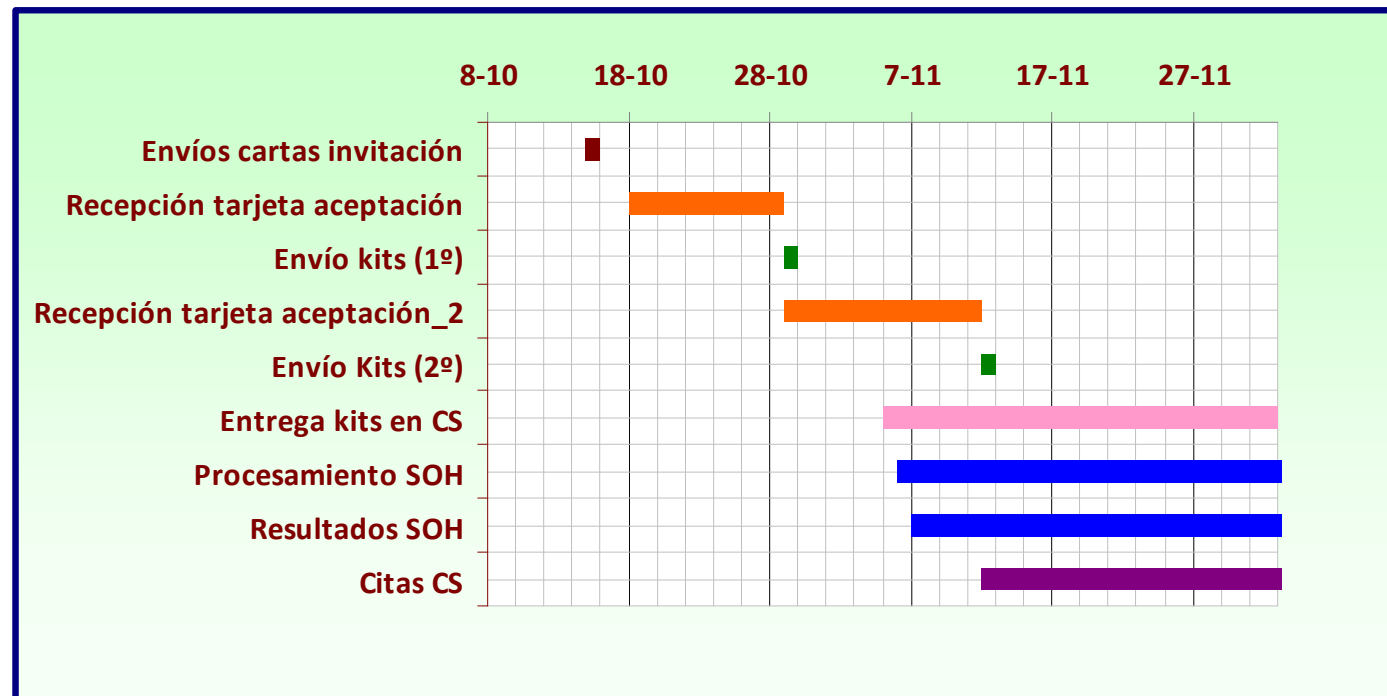 8-10 18-10 28-10 7-11 17-11 27-11
Envíos cartas invitación
Recepción tarjeta aceptación
Envío kits (1º)
Recepción tarjeta aceptación_2
Envío Kits (2º)
Entrega kits en CS
Procesamiento SOH
Resultados SOH
Citas CS